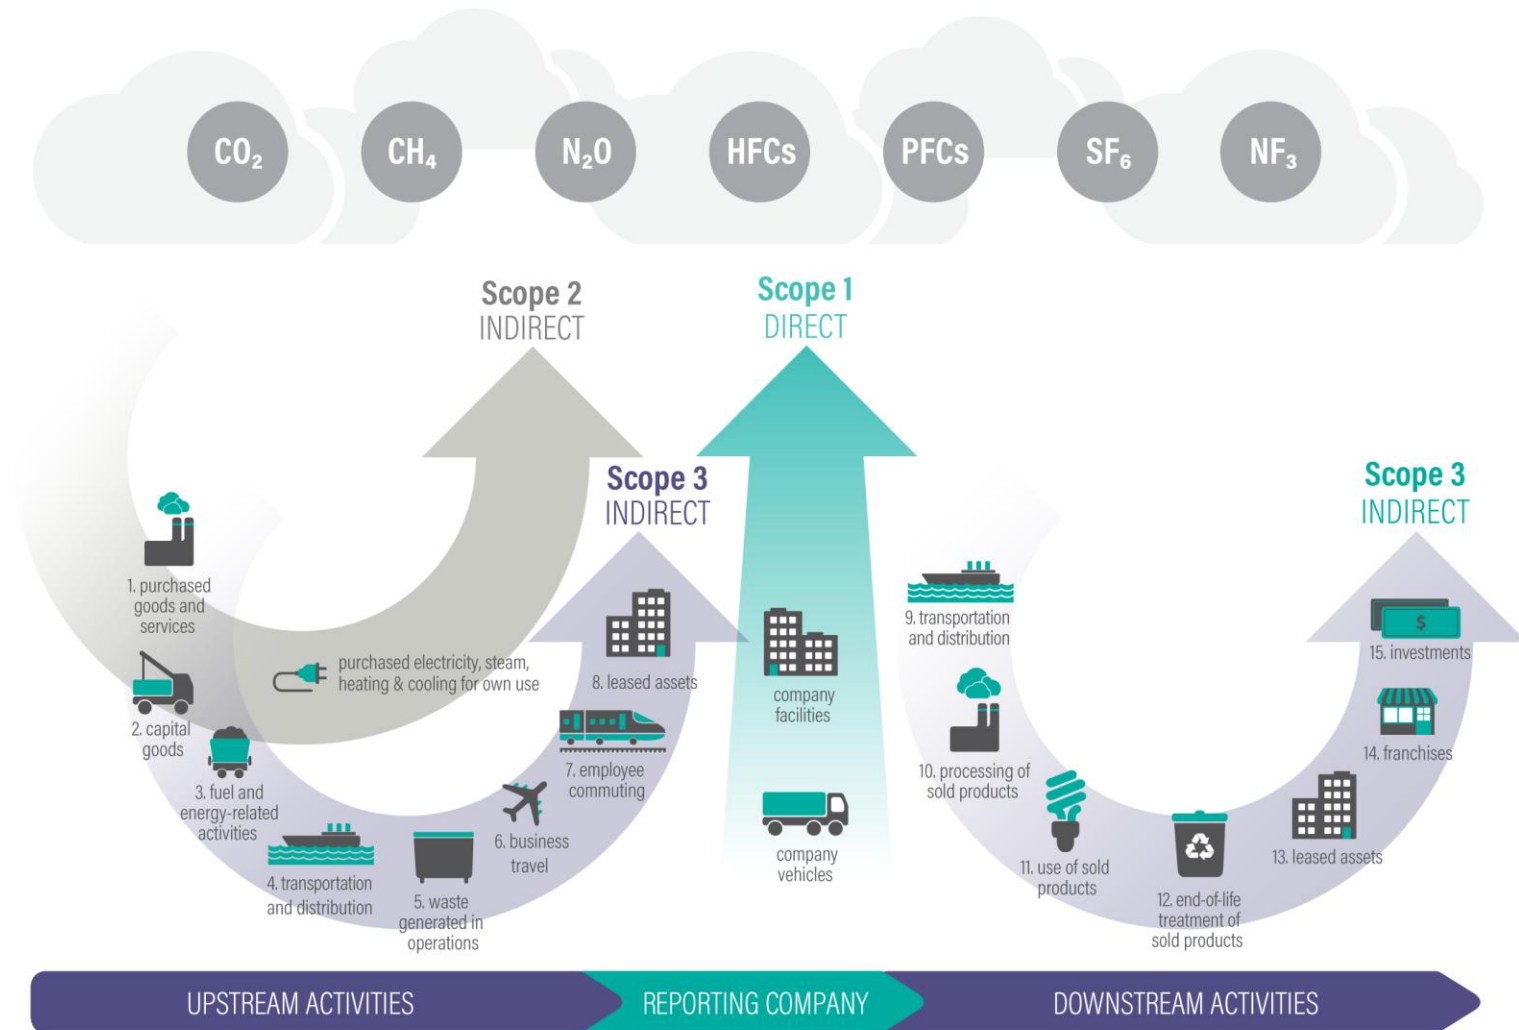 CO₂
CH₄
N₂O
HFCs
PFCs
SF₆
NF₃
Scope 2
INDIRECT
Scope 1
DIRECT
Scope 3
INDIRECT
Scope 3
INDIRECT
1. purchased
goods and
services
2. capital
goods
3. fuel and
energy-related
activities
4. transportation
and distribution
5. waste
generated in
operations
6. business
travel
7. employee
commuting
8. leased assets
purchased electricity, steam,
heating & cooling for own use
company
facilities
company
vehicles
9. transportation
and distribution
10. processing of
sold products
11. use of sold
products
12. end-of-life
treatment of
sold products
13. leased assets
14. franchises
$
15. investments
UPSTREAM ACTIVITIES
REPORTING COMPANY
DOWNSTREAM ACTIVITIES